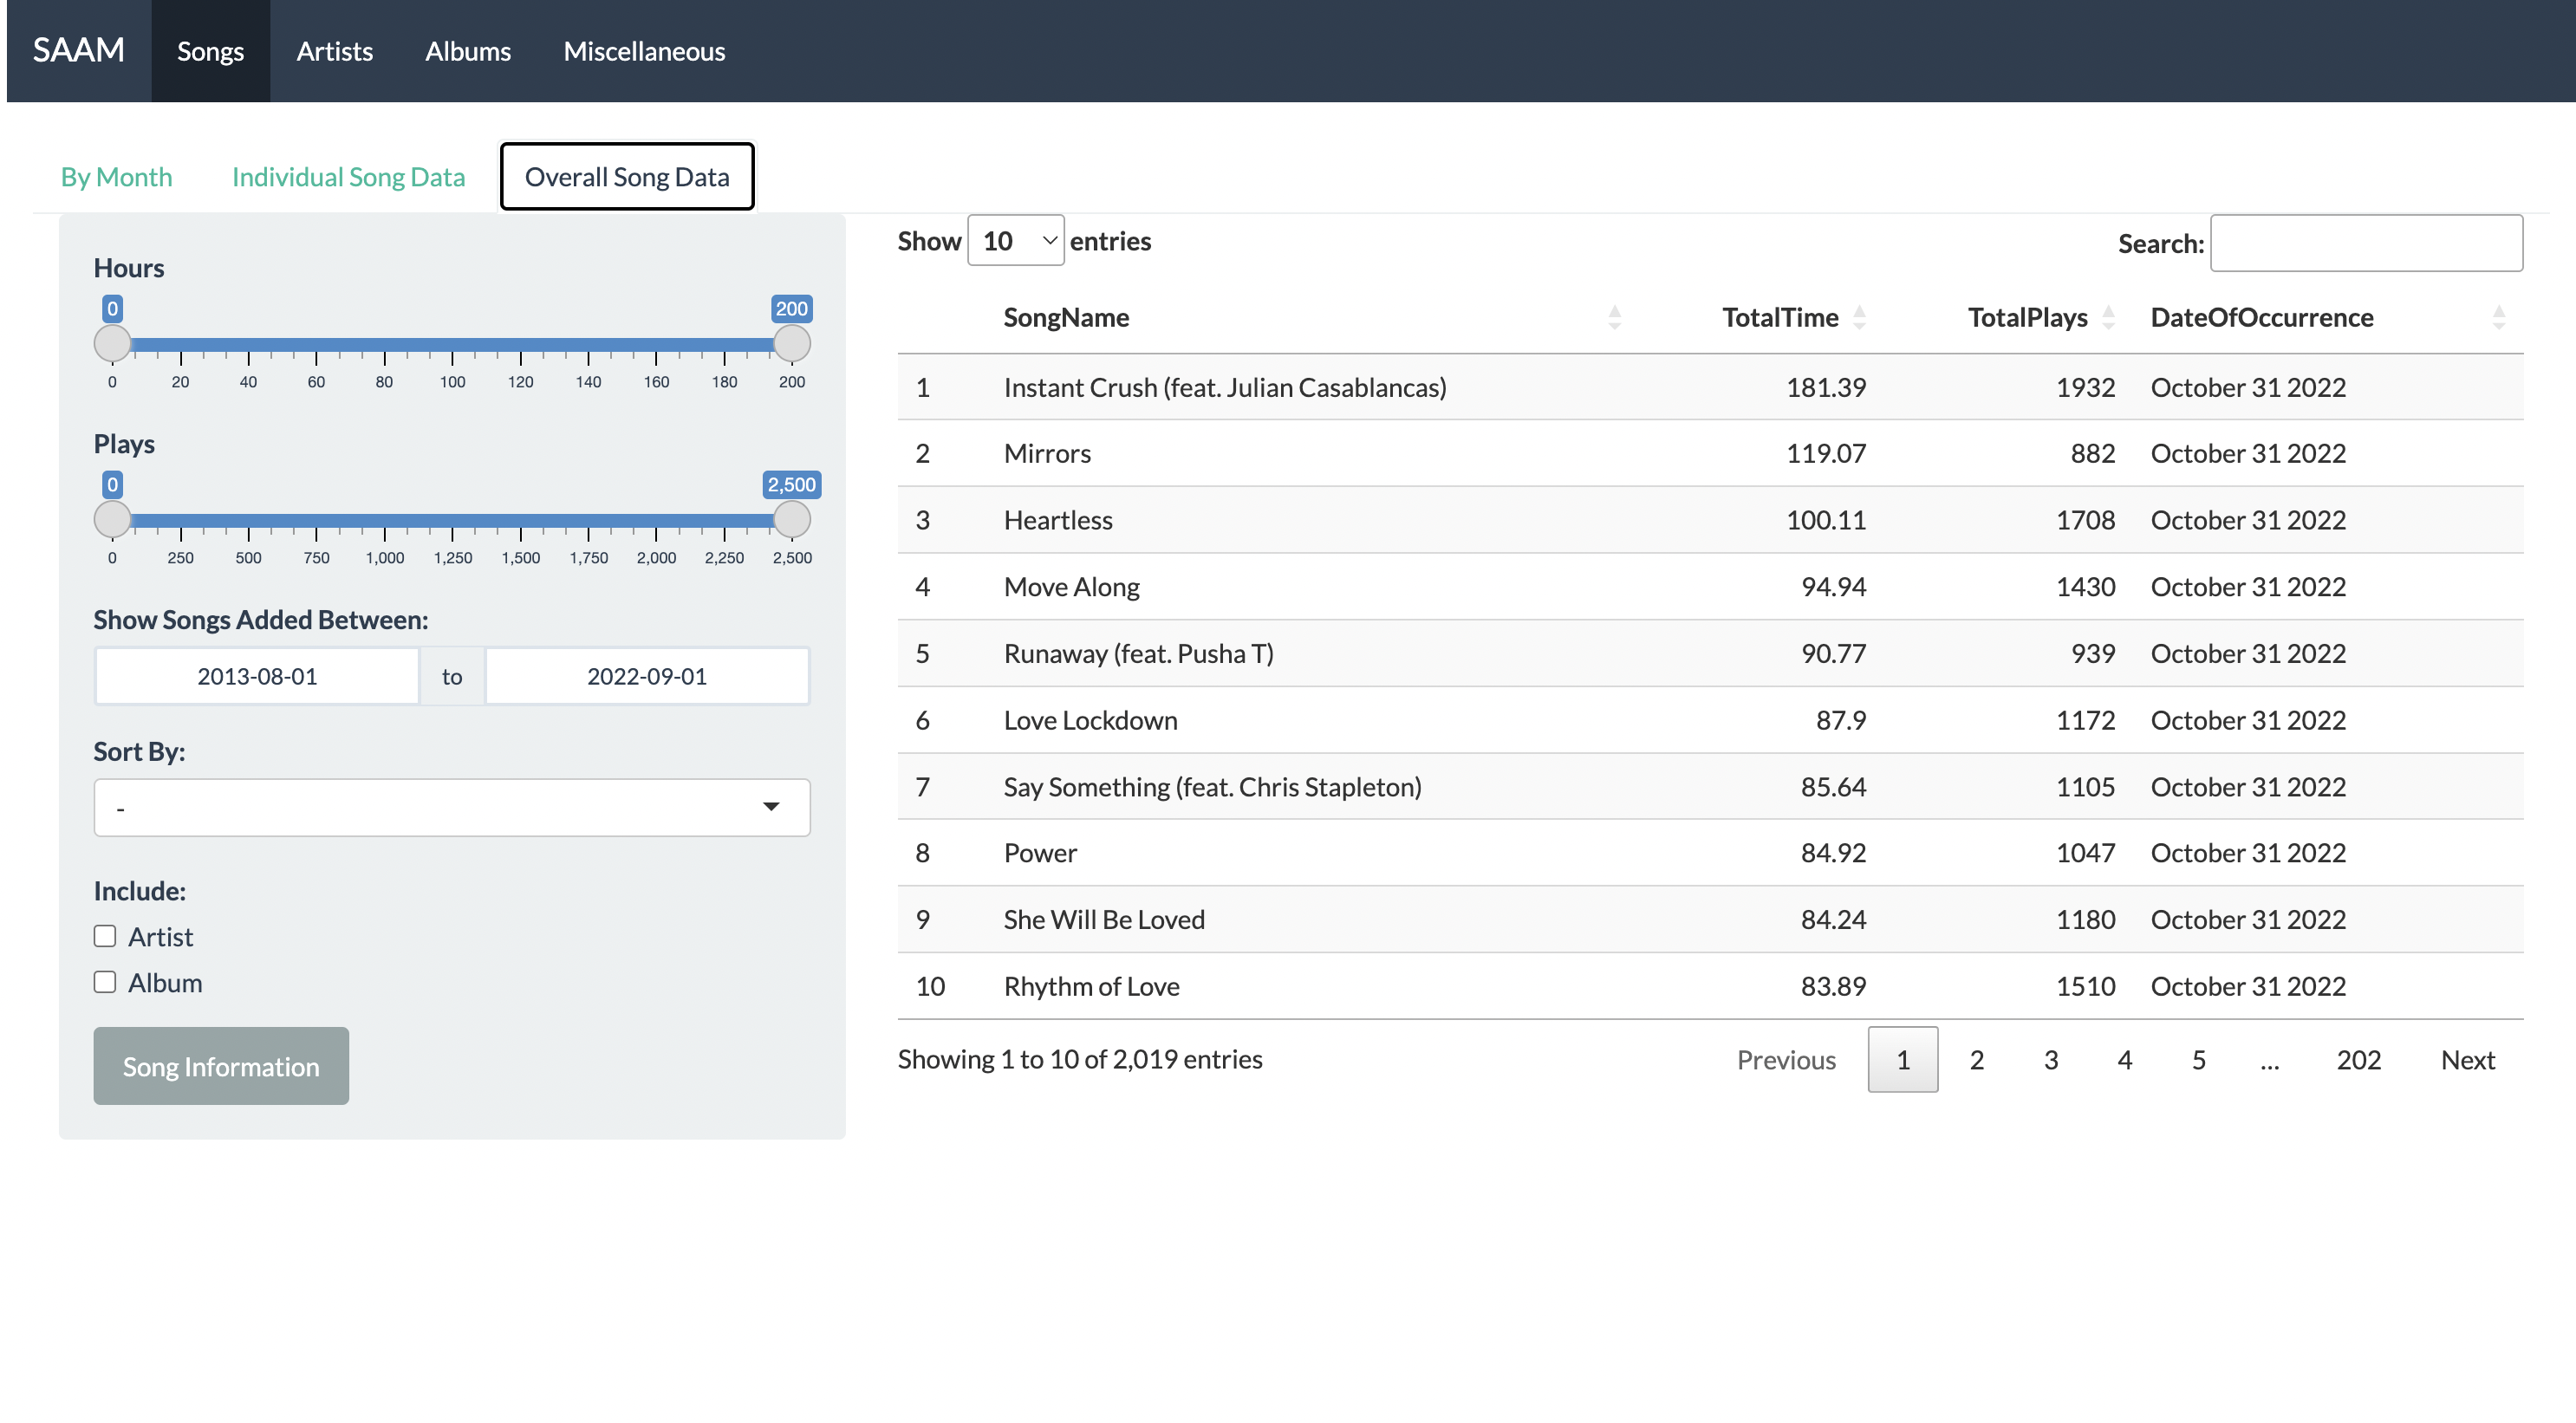 SAAM Songs Artists Albums Miscellaneous
By Month Individual Song Data Overall Song Data
Hours
0 200
0 20 40 60 80 100 120 140 160 180 200
Plays
0 2,500
0 250 500 750 1,000 1,250 1,500 1,750 2,000 2,250 2,500
Show Songs Added Between:
2013-08-01 to 2022-09-01
Sort By:
-
Include:
Artist
Album
Song Information
Show 10 entries Search:
SongName TotalTime TotalPlays DateOfOccurrence
1 Instant Crush (feat. Julian Casablancas) 181.39 1932 October 31 2022
2 Mirrors 119.07 882 October 31 2022
3 Heartless 100.11 1708 October 31 2022
4 Move Along 94.94 1430 October 31 2022
5 Runaway (feat. Pusha T) 90.77 939 October 31 2022
6 Love Lockdown 87.9 1172 October 31 2022
7 Say Something (feat. Chris Stapleton) 85.64 1105 October 31 2022
8 Power 84.92 1047 October 31 2022
9 She Will Be Loved 84.24 1180 October 31 2022
10 Rhythm of Love 83.89 1510 October 31 2022
Showing 1 to 10 of 2,019 entries Previous 1 2 3 4 5 ... 202 Next